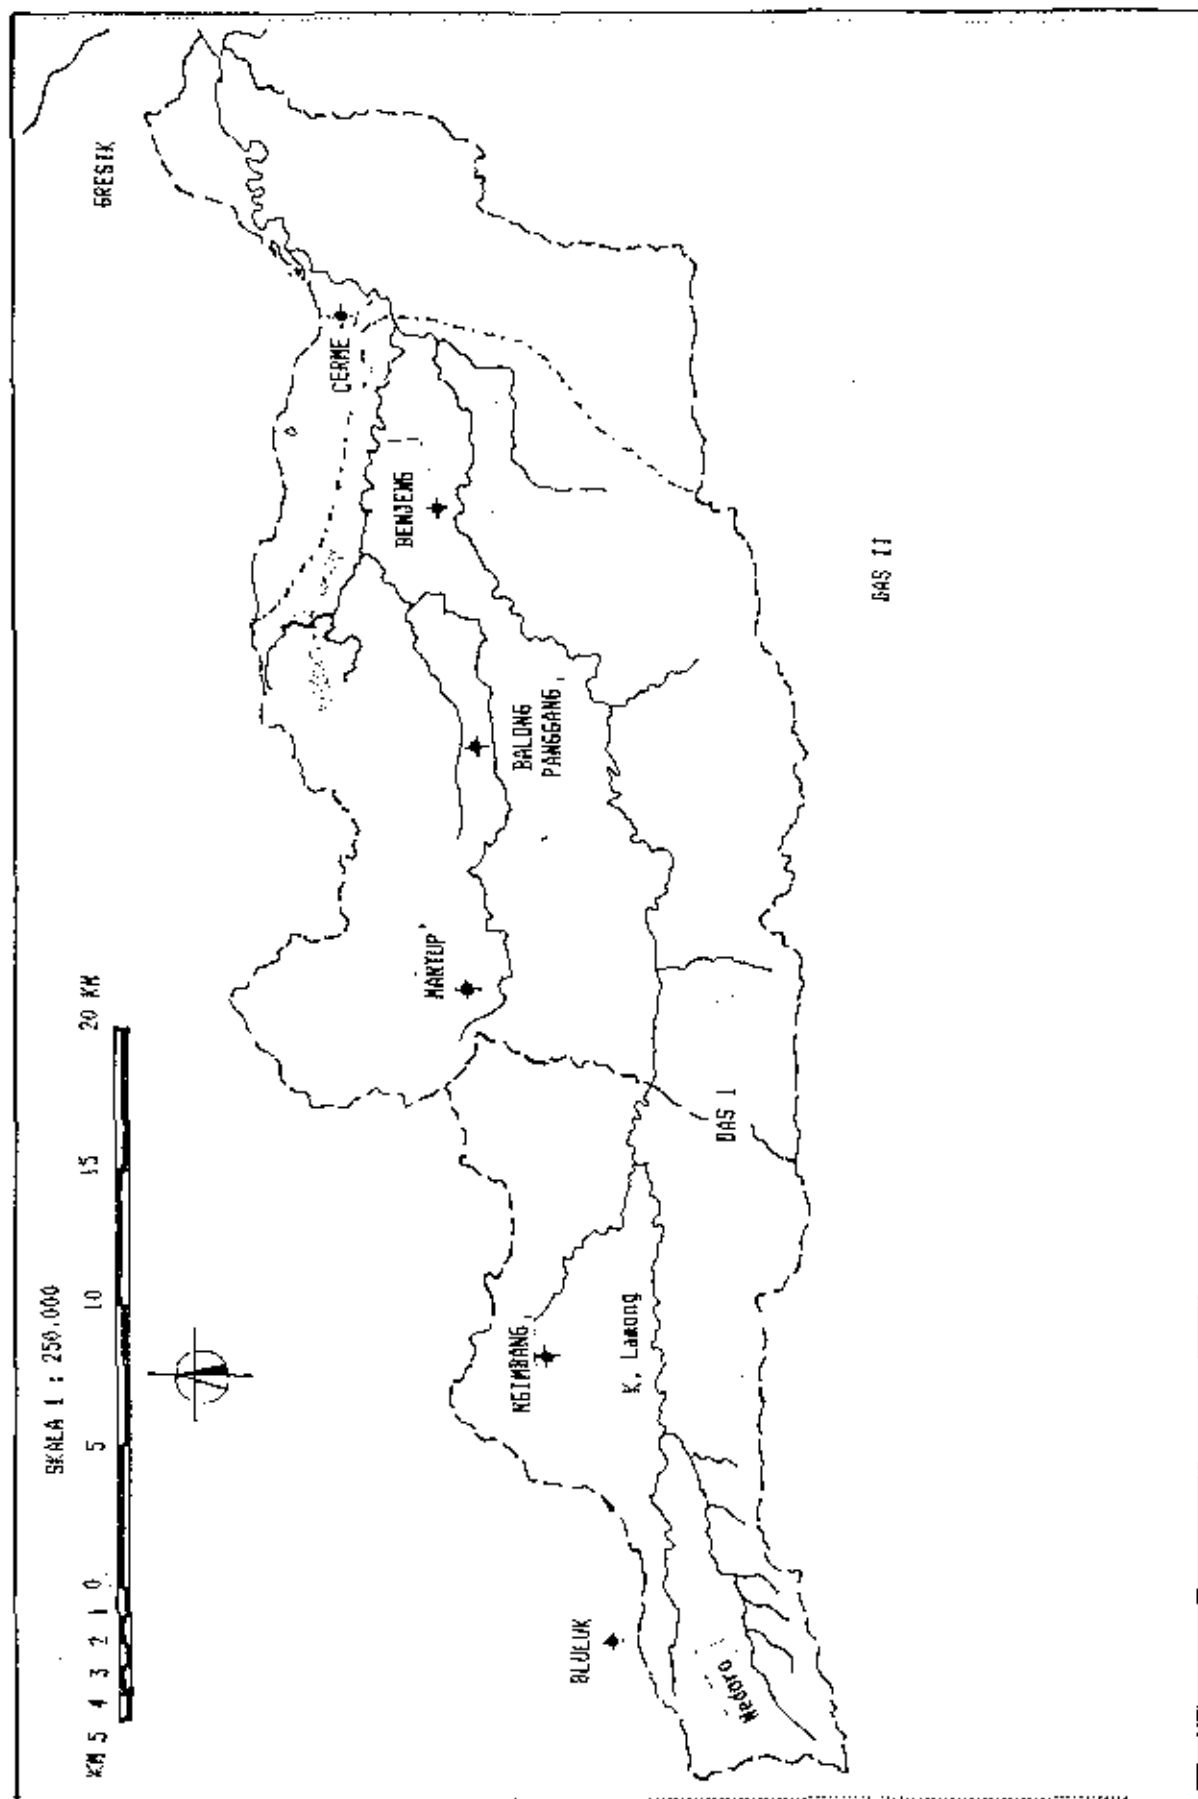 GRESIK
CERME
BENJENG
BALONG
PANGGANG
MANTUP
NGIMBANG
BLULUK
K. Lamong
DAS I
DAS II
SKALA 1 : 250.000
KM 5 4 3 2 1 0 5 10 15 20 KM